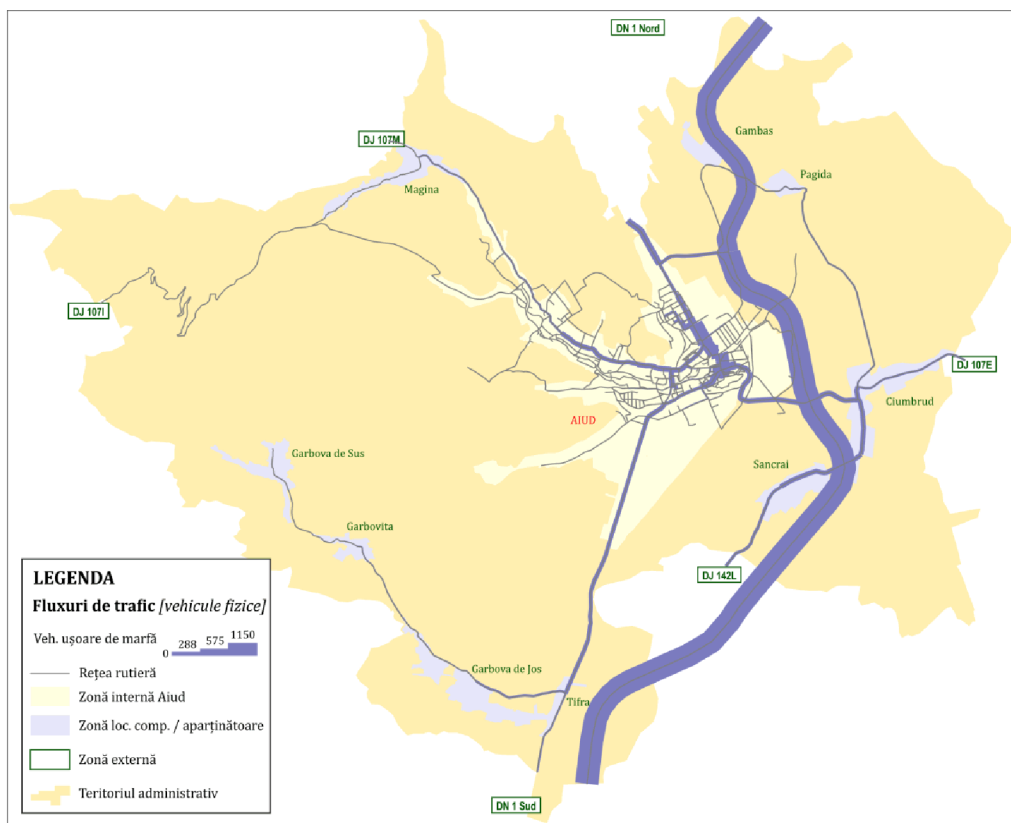 DN 1 Nord
Gambas
DJ 107M
Pagida
Magina
DJ 107I
DJ 107E
Ciumbrud
AIUD
Garbova de Sus
Sancrai
Garbovita
DJ 142L
LEGENDA
Fluxuri de trafic [vehicule fizice]
Veh. ușoare de marfă 0 288 575 1150
Rețea rutieră
Zonă internă Aiud
Zonă loc. comp. / aparținătoare
Zonă externă
Teritoriul administrativ
Garbova de Jos
Tifra
DN 1 Sud